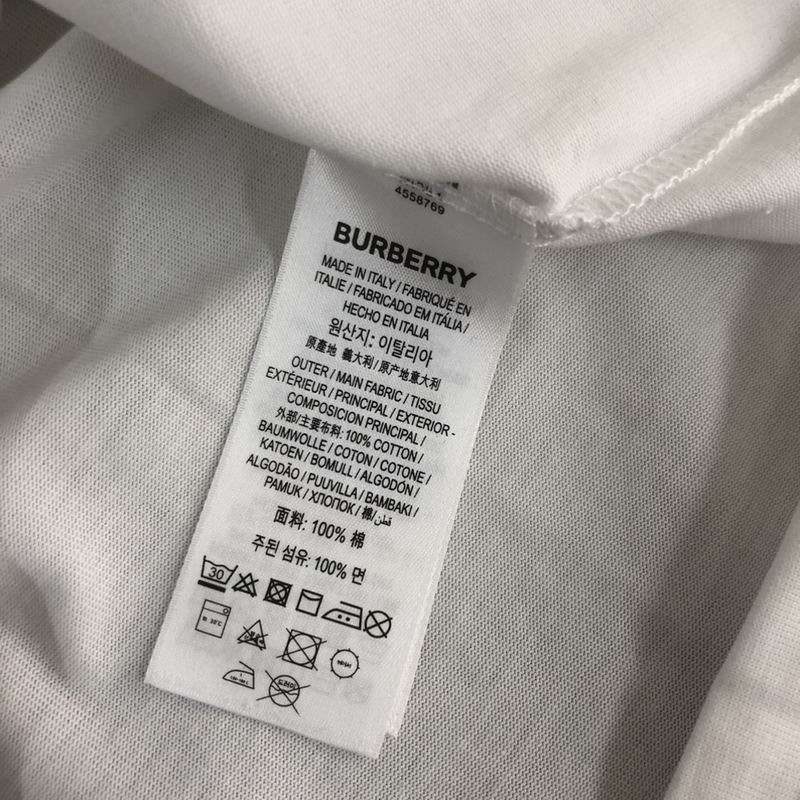 4558769
BURBERRY
MADE IN ITALY / FABRIQUÉ EN
ITALIE / FABRICADO EM ITÁLIA /
HECHO EN ITALIA
원산지: 이탈리아
原產地 義大利 / 原产地意大利
OUTER / MAIN FABRIC / TISSU
EXTÉRIEUR / PRINCIPAL / EXTERIOR -
COMPOSICION PRINCIPAL /
外部/主要布料: 100% COTTON /
BAUMWOLLE / COTON / COTONE /
KATOEN / BOMULL / ALGODÓN /
ALGODÃO / PUUVILLA / BAMBAKI /
PAMUK / ХЛОПОК / 棉/قطن
面料: 100% 棉
주된 섬유: 100% 면
30
30°C